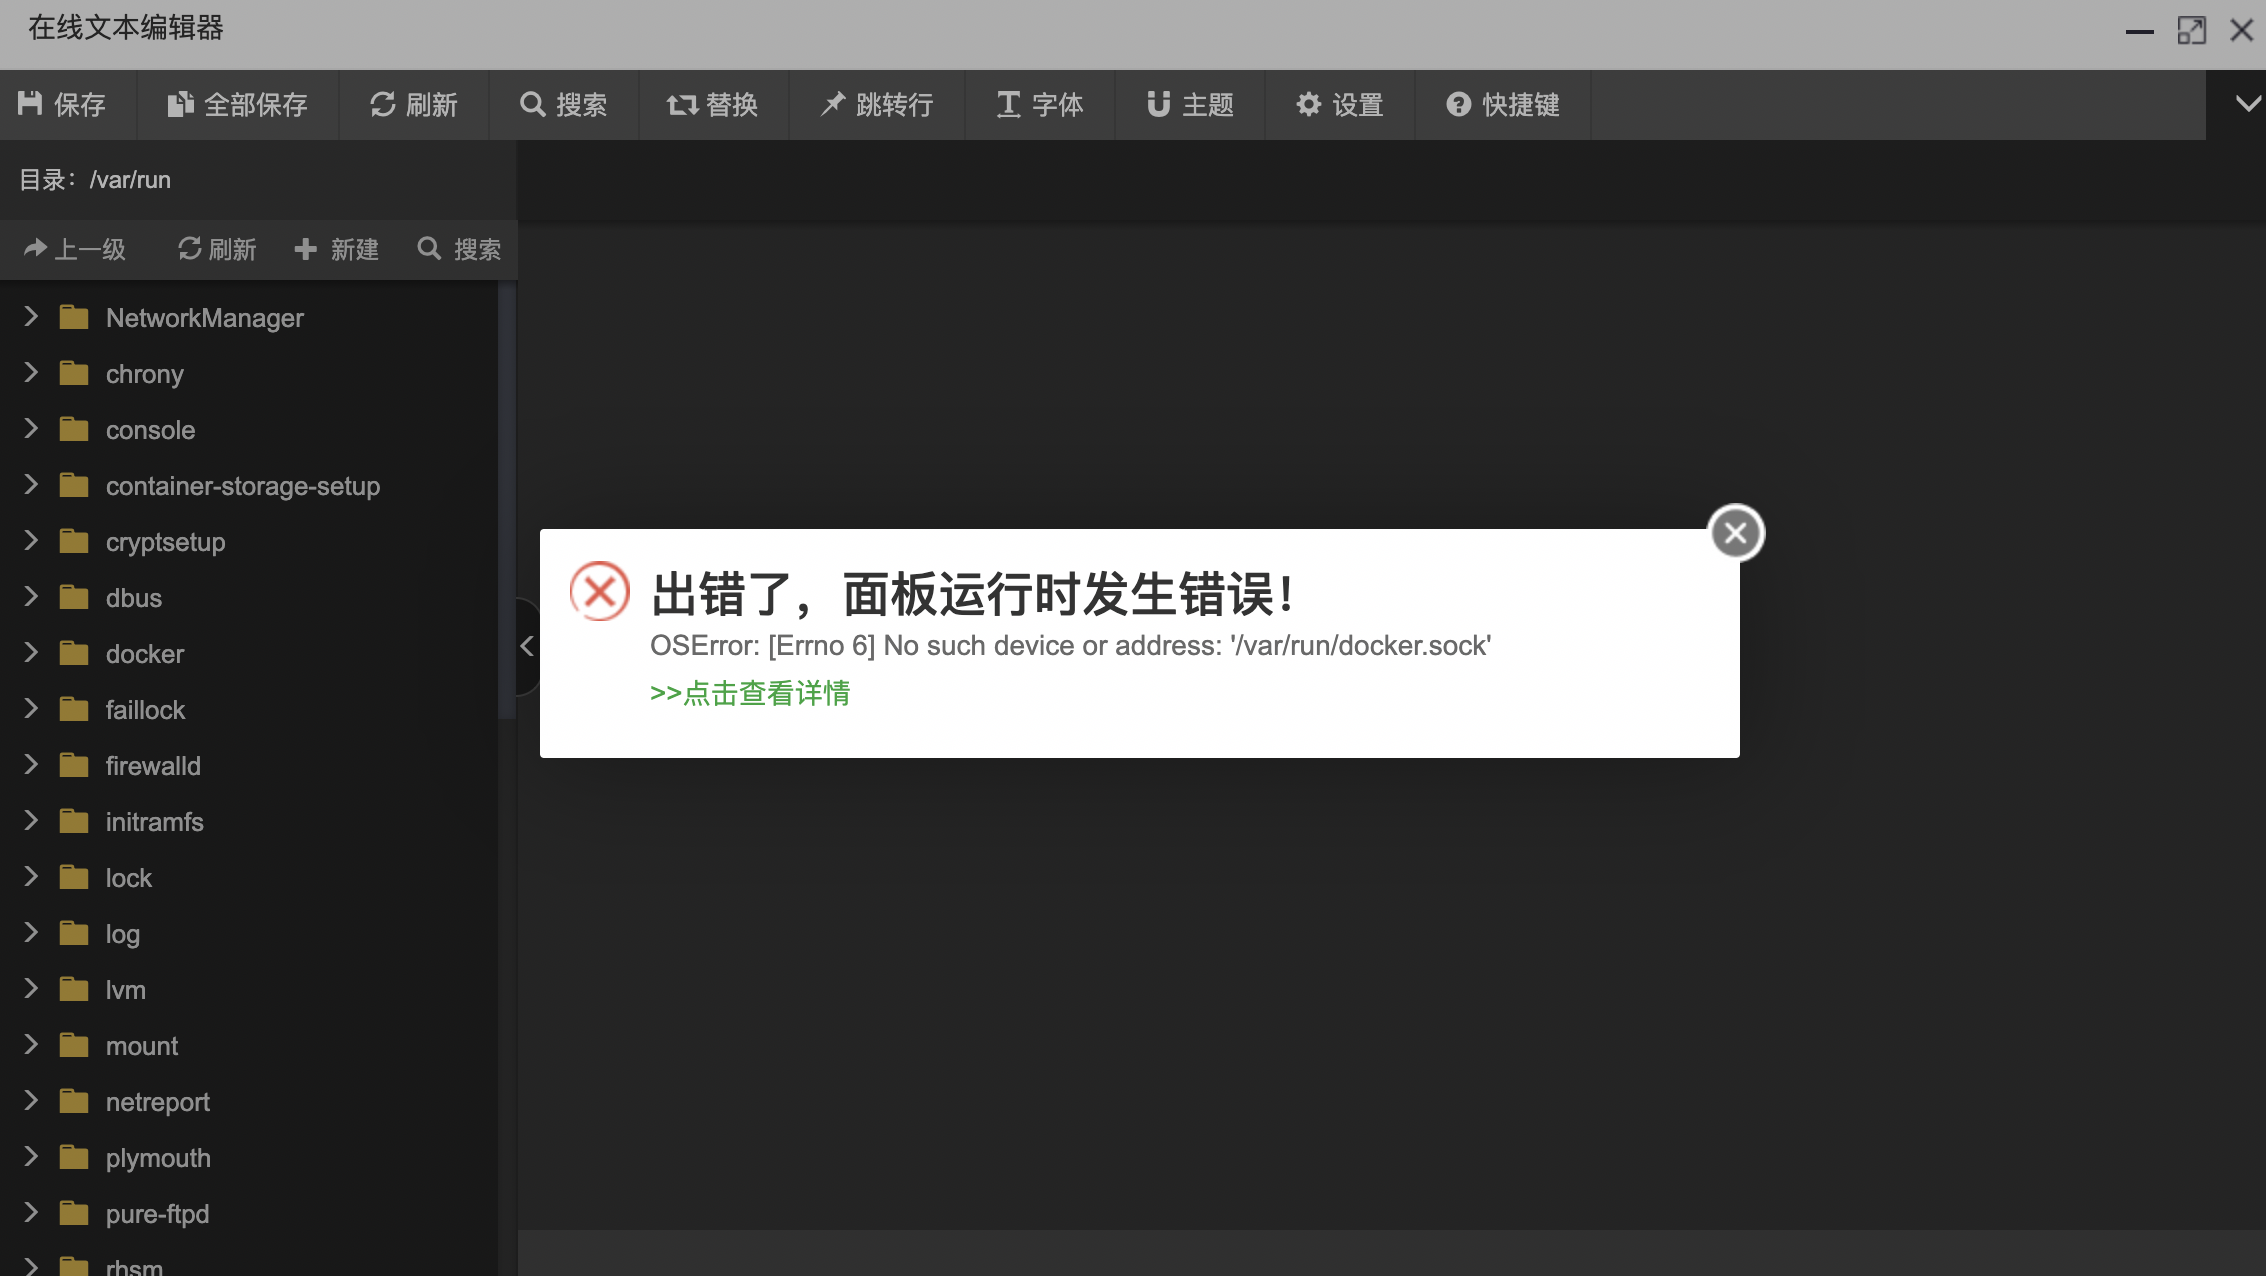 在线文本编辑器
保存 全部保存 刷新 搜索 替换 跳转行 字体 主题 设置 快捷键
目录：/var/run
上一级 刷新 新建 搜索
NetworkManager
chrony
console
container-storage-setup
cryptsetup
dbus
docker
faillock
firewalld
initramfs
lock
log
lvm
mount
netreport
plymouth
pure-ftpd
rhsm
出错了，面板运行时发生错误！
OSError: [Errno 6] No such device or address: '/var/run/docker.sock'
>>点击查看详情